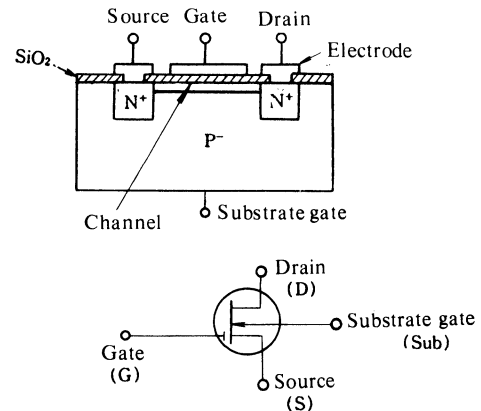 Source Gate Drain
Electrode
SiO₂
N⁺ N⁺
P⁻
Channel
Substrate gate
Drain
(D)
Substrate gate
(Sub)
Gate
(G)
Source
(S)